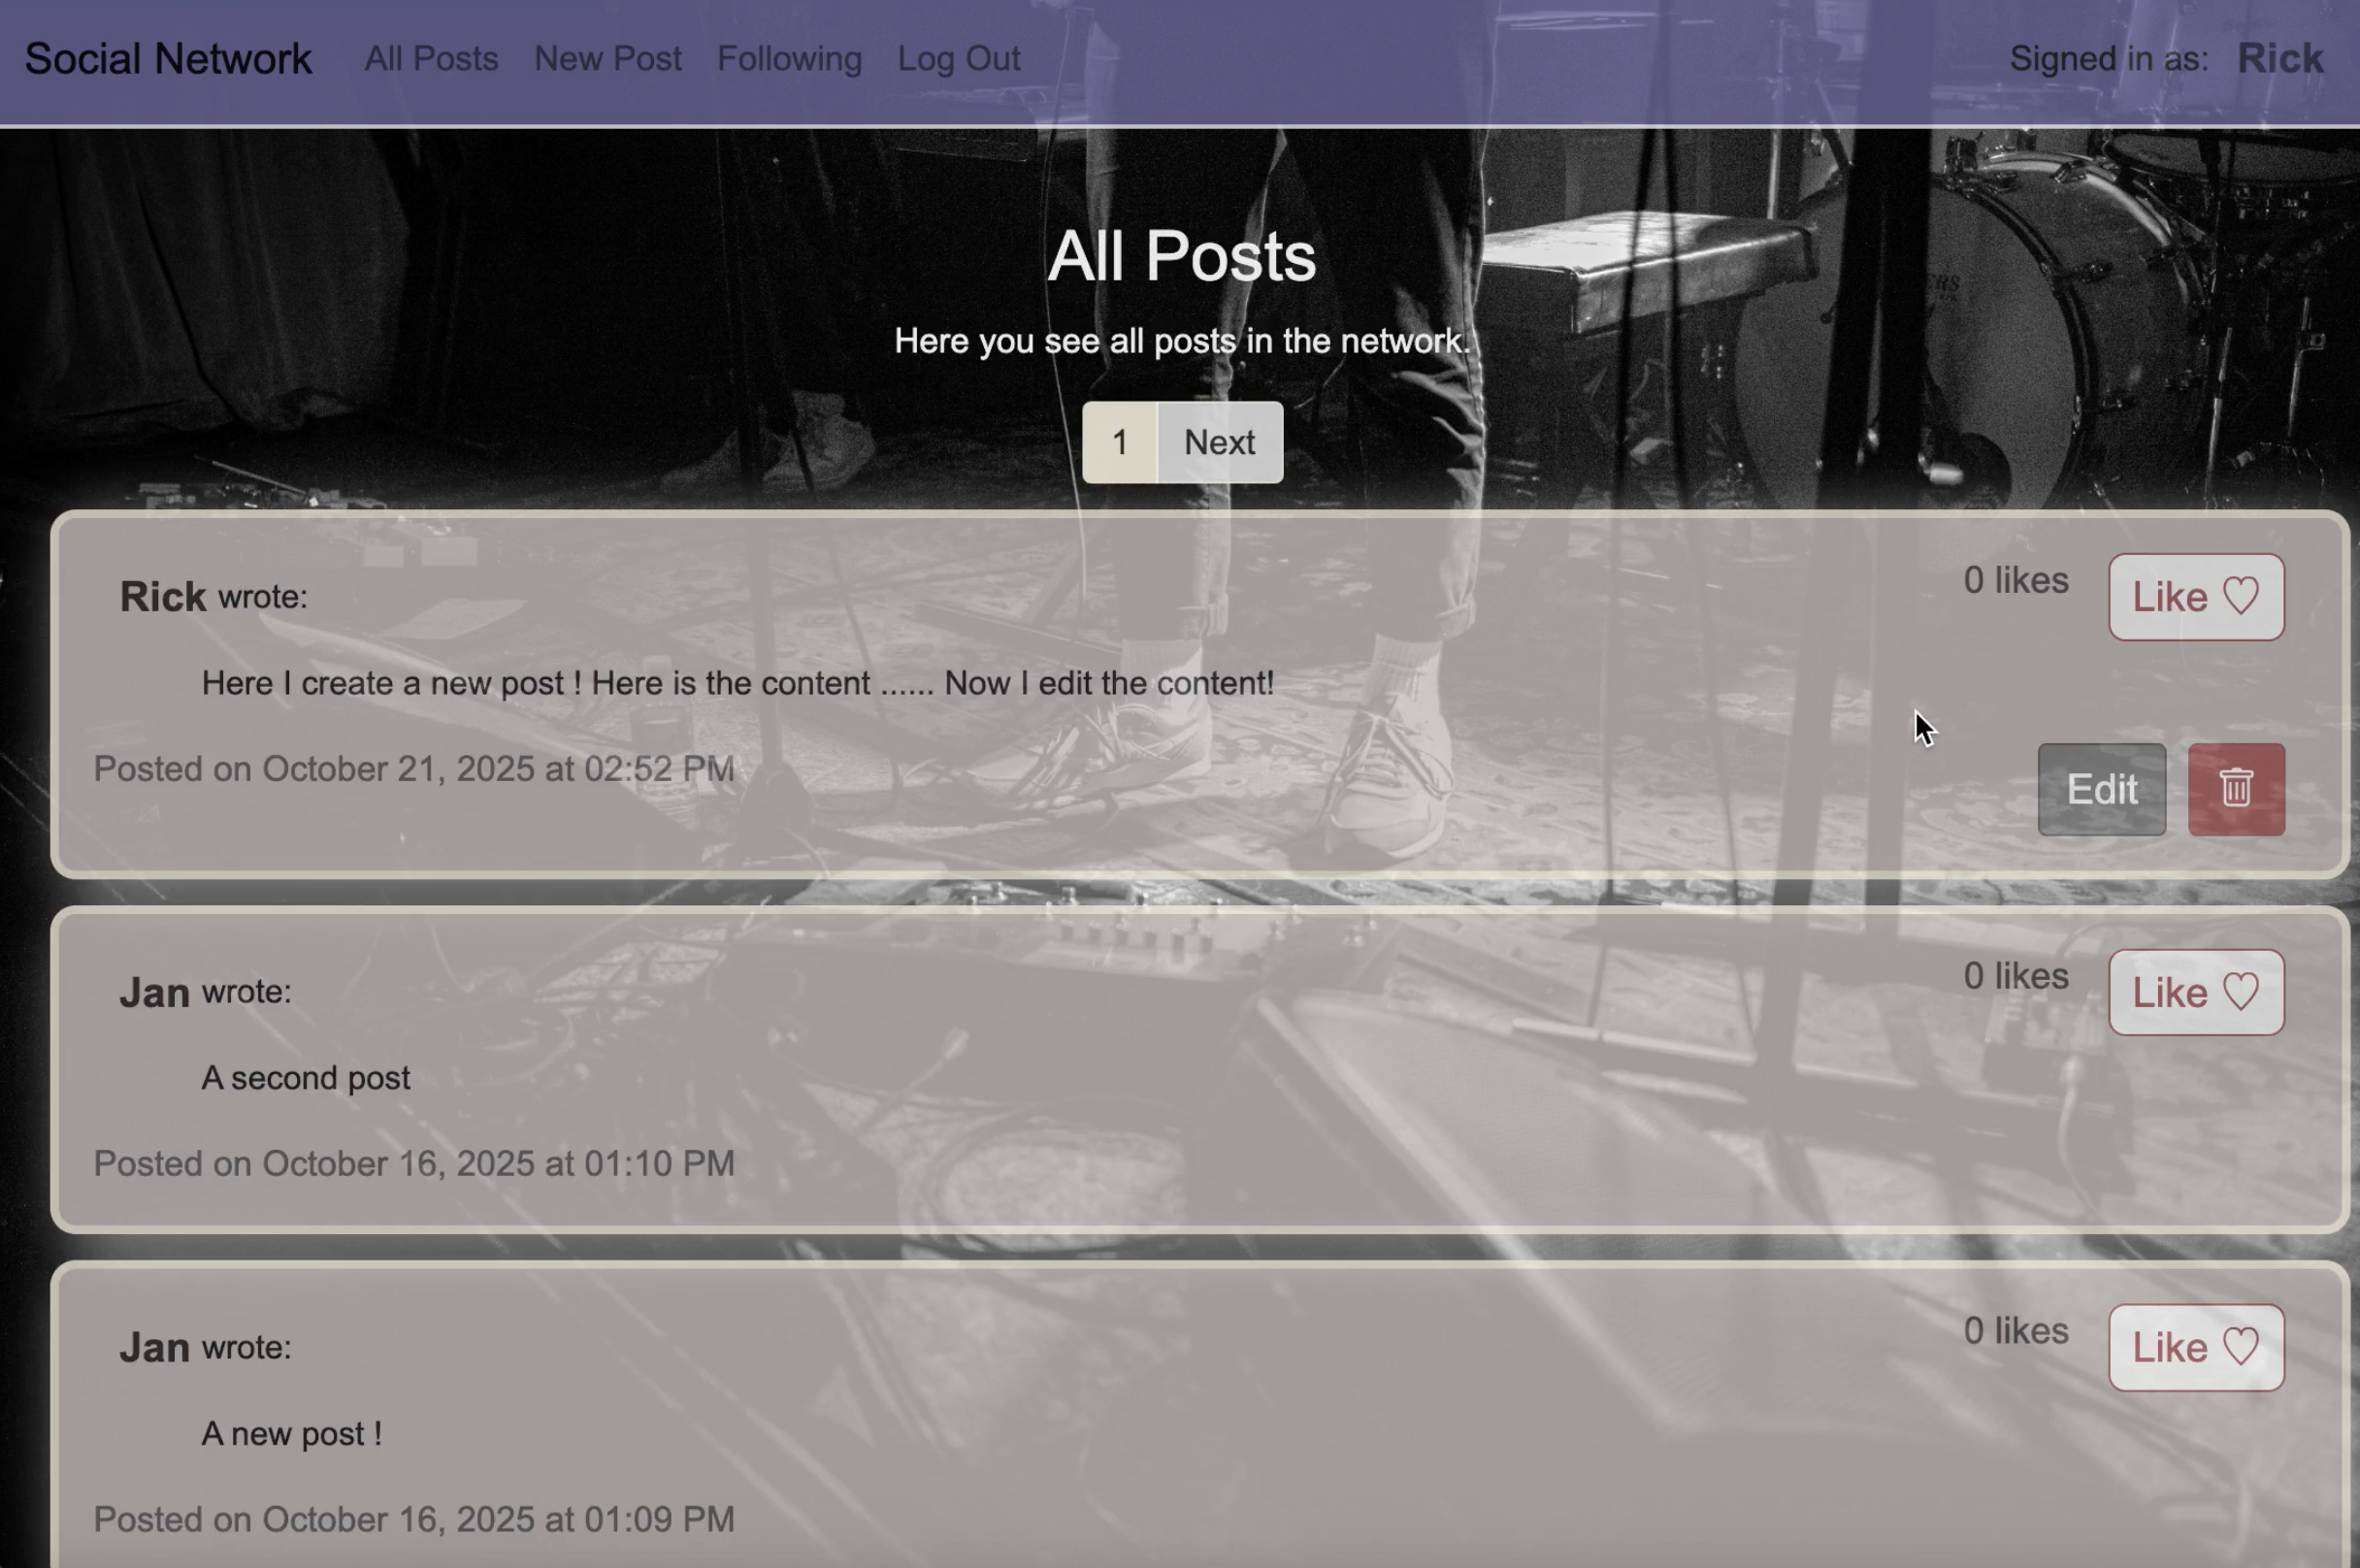 Social Network All Posts New Post Following Log Out Signed in as: Rick
All Posts
Here you see all posts in the network.
1 Next
Rick wrote: 0 likes Like ♡
Here I create a new post ! Here is the content ...... Now I edit the content!
Posted on October 21, 2025 at 02:52 PM
Edit
Jan wrote: 0 likes Like ♡
A second post
Posted on October 16, 2025 at 01:10 PM
Jan wrote: 0 likes Like ♡
A new post !
Posted on October 16, 2025 at 01:09 PM